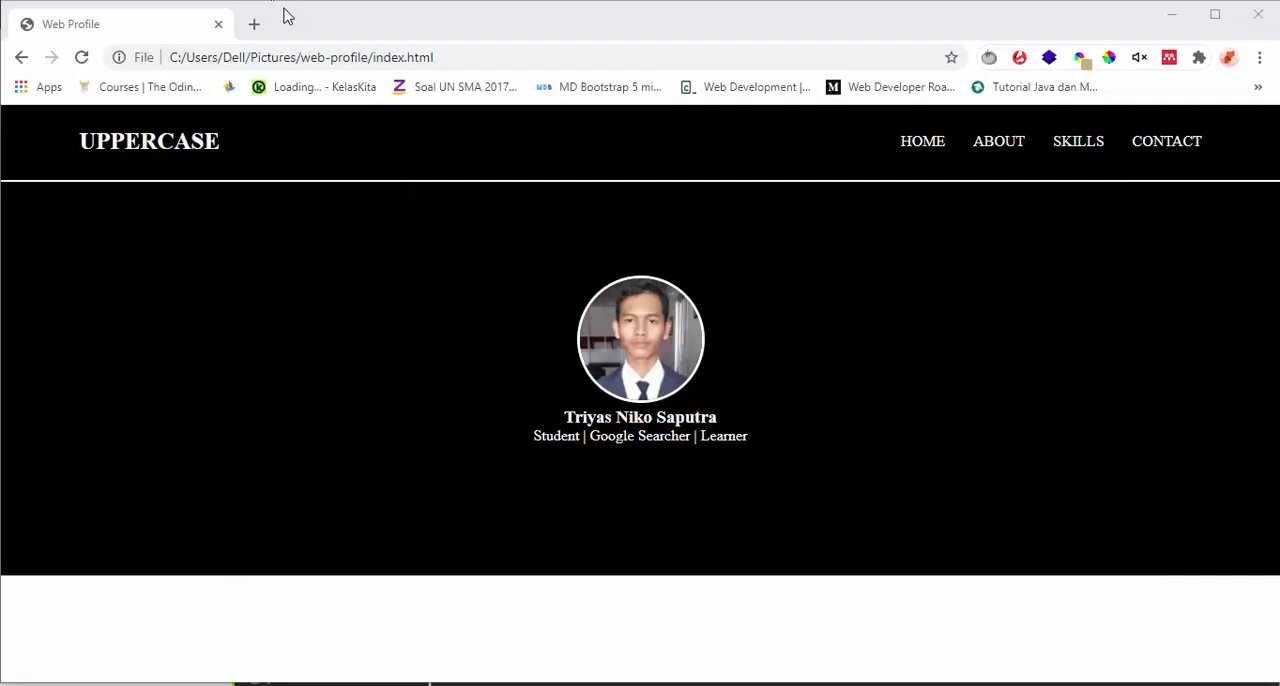 Web Profile
File C:/Users/Dell/Pictures/web-profile/index.html
Apps Courses | The Odin... Loading... - KelasKita Soal UN SMA 2017... MD Bootstrap 5 mi... Web Development |... Web Developer Roa... Tutorial Java dan M... »
UPPERCASE HOME ABOUT SKILLS CONTACT
Triyas Niko Saputra
Student | Google Searcher | Learner